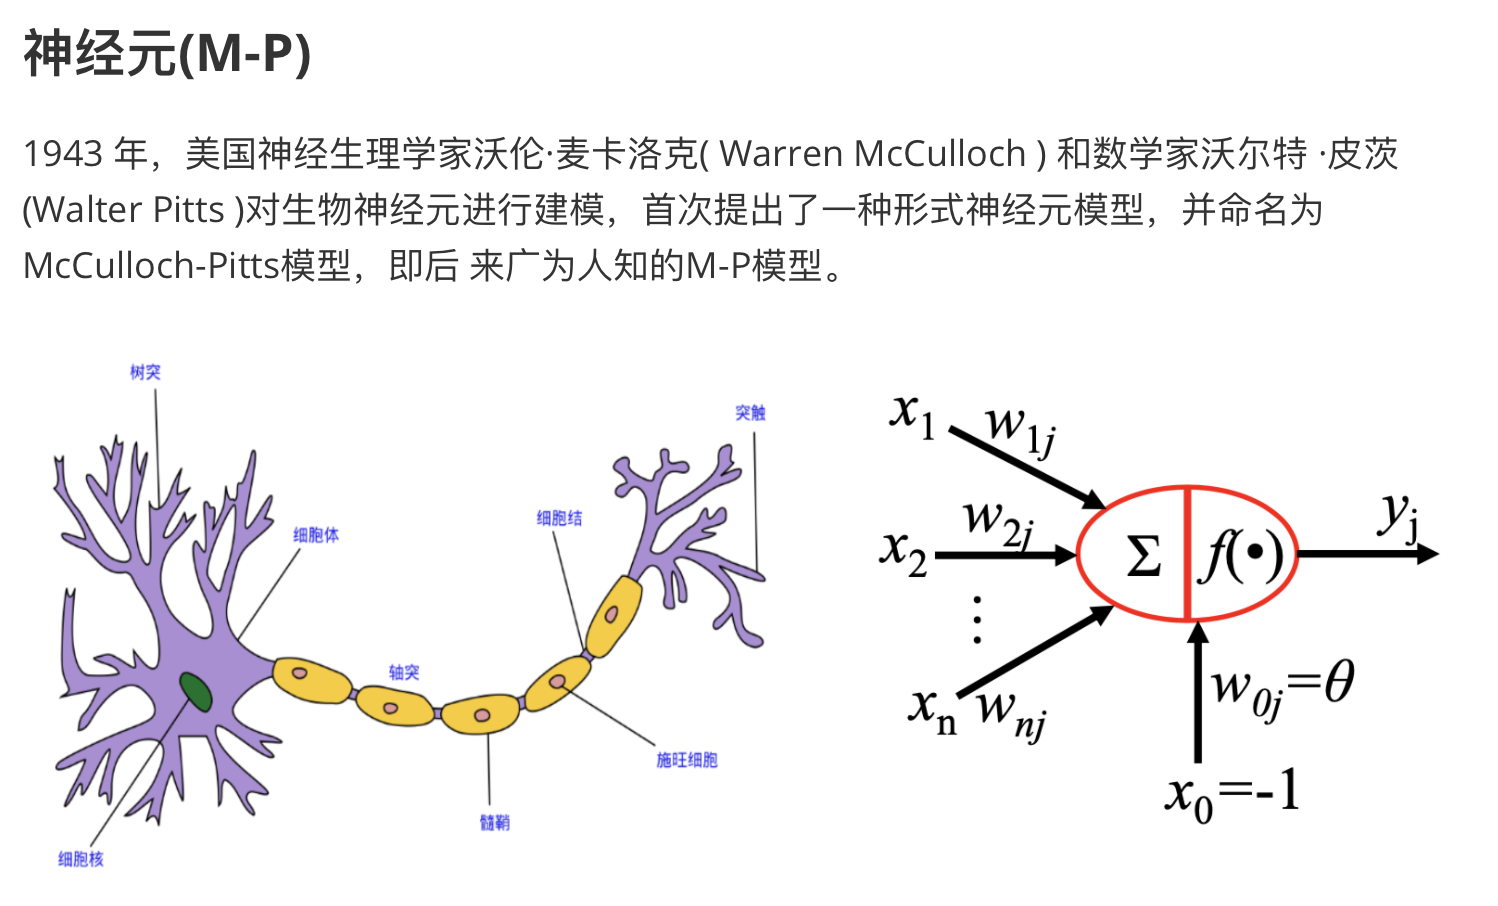 神经元(M-P)
1943 年，美国神经生理学家沃伦·麦卡洛克( Warren McCulloch ) 和数学家沃尔特 ·皮茨
(Walter Pitts )对生物神经元进行建模，首次提出了一种形式神经元模型，并命名为
McCulloch-Pitts模型，即后 来广为人知的M-P模型。
树突
突触
细胞结
细胞体
轴突
施旺细胞
髓鞘
细胞核
x1 w1j
x2 w2j
⋮
xn wnj
Σ f(•)
yj
w0j=θ
x0=-1